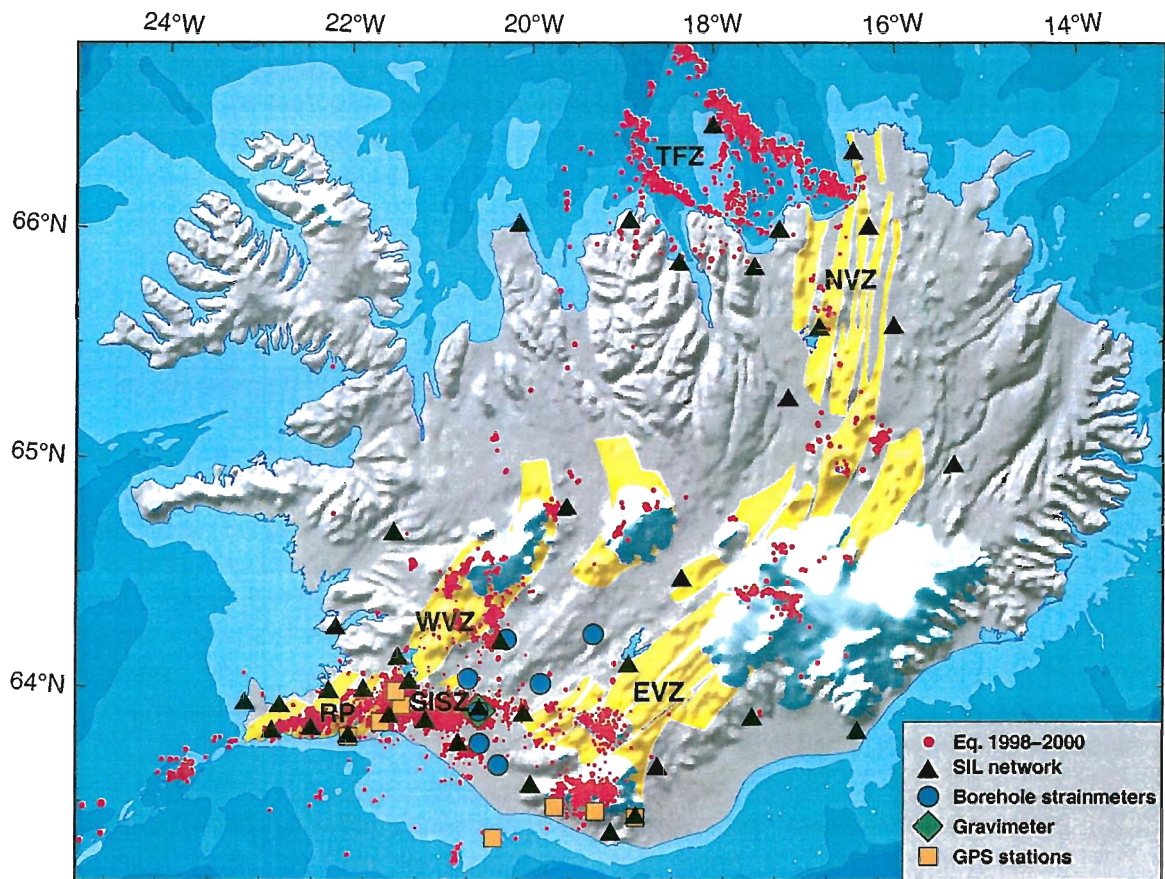 24°W 22°W 20°W 18°W 16°W 14°W
TFZ
66°N
NVZ
65°N
WVZ
64°N
EVZ
SISZ
RP
Eq. 1998–2000
SIL network
Borehole strainmeters
Gravimeter
GPS stations